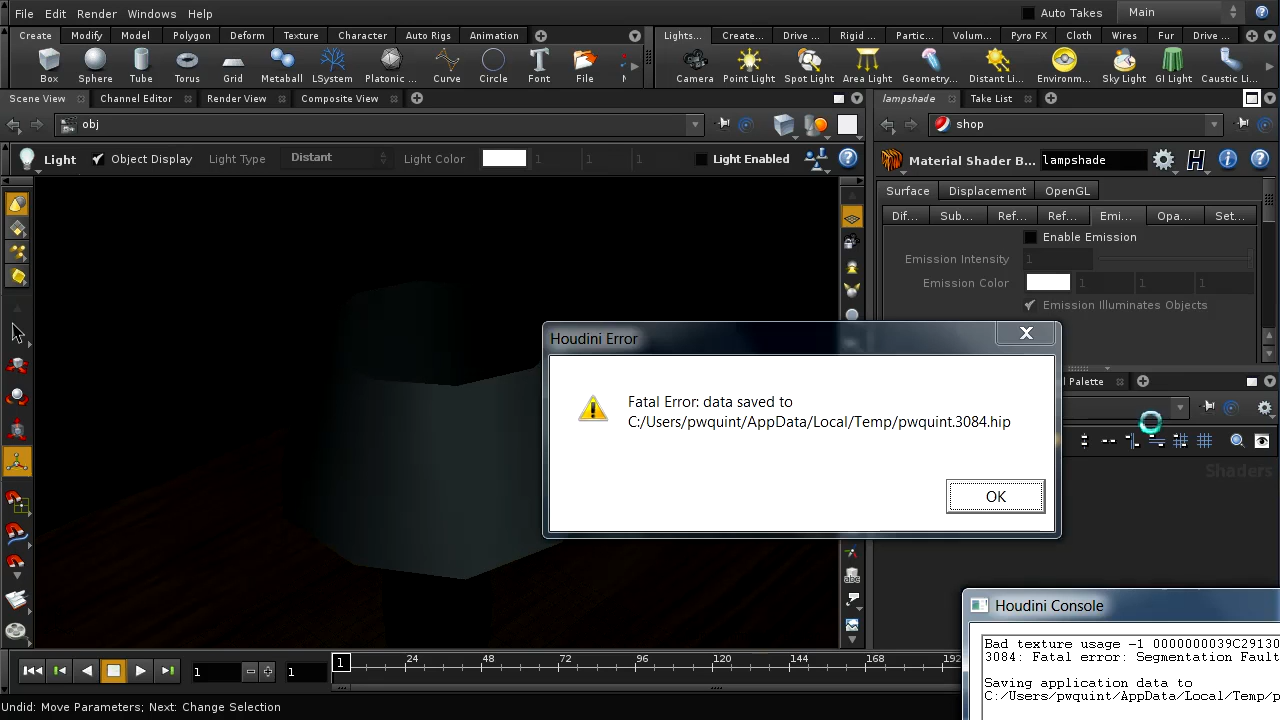 File Edit Render Windows Help Auto Takes Main
Create Modify Model Polygon Deform Texture Character Auto Rigs Animation Lights... Create... Drive ... Rigid ... Partic... Volum... Pyro FX Cloth Wires Fur Drive ...
Box Sphere Tube Torus Grid Metaball LSystem Platonic ... Curve Circle Font File Camera Point Light Spot Light Area Light Geometry... Distant Li... Environ... Sky Light GI Light Caustic Li...
Scene View Channel Editor Render View Composite View lampshade Take List
obj shop
Light Object Display Light Type Distant Light Color 1 1 1 Light Enabled Material Shader B... lampshade
Surface Displacement OpenGL
Dif... Sub... Ref... Ref... Emi... Opa... Set...
Enable Emission
Emission Intensity 1
Emission Color 1 1 1
Emission Illuminates Objects
Houdini Error
Palette
Fatal Error: data saved to
C:/Users/pwquint/AppData/Local/Temp/pwquint.3084.hip
Shaders
OK
abc
Houdini Console
Bad texture usage -1 0000000039C29130
3084: Fatal error: Segmentation Fault
Saving application data to
C:/Users/pwquint/AppData/Local/Temp/p
1 1 1 24 48 72 96 120 144 168 192
Undid: Move Parameters; Next: Change Selection